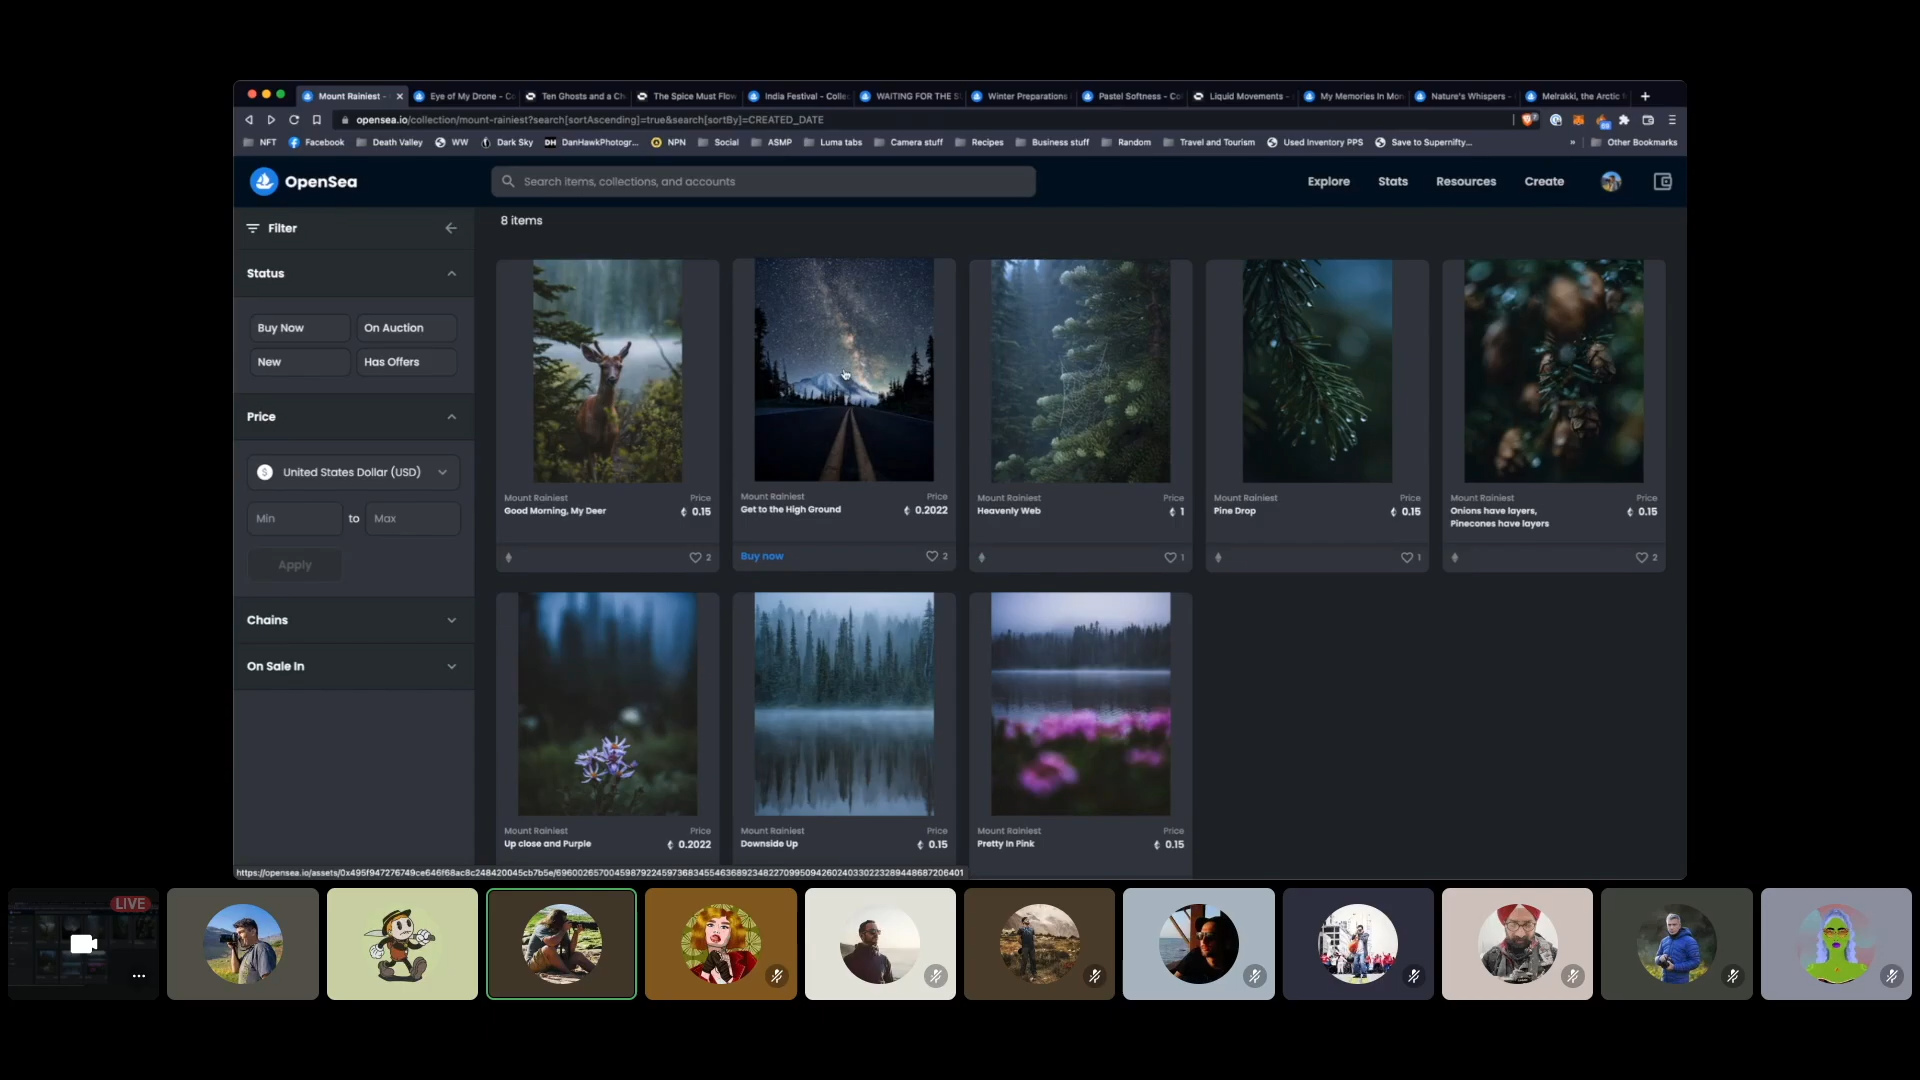 Mount Rainiest -
Eye of My Drone - Co
Ten Ghosts and a Ch
The Spice Must Flow
India Festival - Colle
WAITING FOR THE S
Winter Preparations
Pastel Softness - Co
Liquid Movements -
My Memories In Mon
Nature's Whispers -
Melrakki, the Arctic
opensea.io/collection/mount-rainiest?search[sortAscending]=true&search[sortBy]=CREATED_DATE
NFT
Facebook
Death Valley
WW
Dark Sky
DH DanHawkPhotogr...
NPN
Social
ASMP
Luma tabs
Camera stuff
Recipes
Business stuff
Random
Travel and Tourism
Used Inventory PPS
Save to Supernifty...
»
Other Bookmarks
OpenSea
Search items, collections, and accounts
Explore
Stats
Resources
Create
Filter
8 items
Status
Buy Now
On Auction
New
Has Offers
Price
United States Dollar (USD)
Min
to
Max
Apply
Chains
On Sale In
Mount Rainiest
Price
Good Morning, My Deer
0.15
2
Mount Rainiest
Price
Get to the High Ground
0.2022
Buy now
2
Mount Rainiest
Price
Heavenly Web
1
1
Mount Rainiest
Price
Pine Drop
0.15
1
Mount Rainiest
Price
Onions have layers,
0.15
Pinecones have layers
2
Mount Rainiest
Price
Up close and Purple
0.2022
Mount Rainiest
Price
Downside Up
0.15
Mount Rainiest
Price
Pretty In Pink
0.15
LIVE